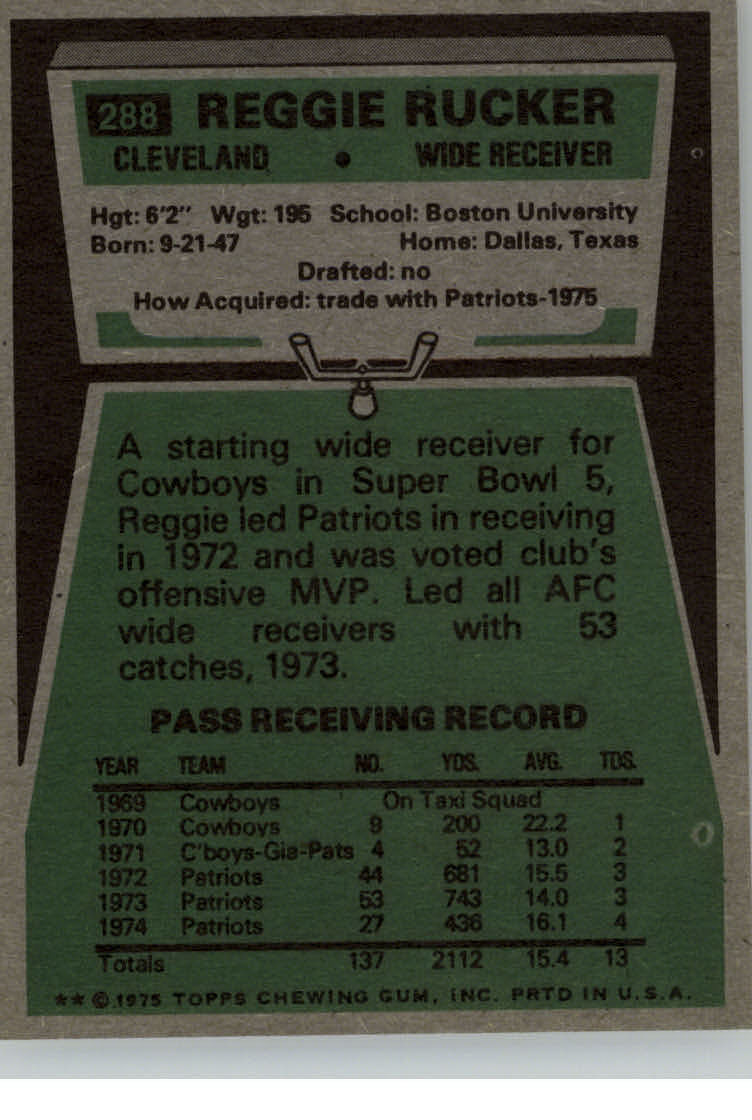 288 REGGIE RUCKER
CLEVELAND • WIDE RECEIVER
Hgt: 6'2" Wgt: 195 School: Boston University
Born: 9-21-47 Home: Dallas, Texas
Drafted: no
How Acquired: trade with Patriots-1975
A starting wide receiver for
Cowboys in Super Bowl 5,
Reggie led Patriots in receiving
in 1972 and was voted club's
offensive MVP. Led all AFC
wide receivers with 53
catches, 1973.
PASS RECEIVING RECORD
YEAR TEAM NO. YDS. AVG. TDS.
1969 Cowboys On Taxi Squad
1970 Cowboys 9 200 22.2 1
1971 C'boys-Gia-Pats 4 52 13.0 2
1972 Patriots 44 681 15.5 3
1973 Patriots 53 743 14.0 3
1974 Patriots 27 436 16.1 4
Totals 137 2112 15.4 13
** © 1975 TOPPS CHEWING GUM, INC. PRTD IN U.S.A.